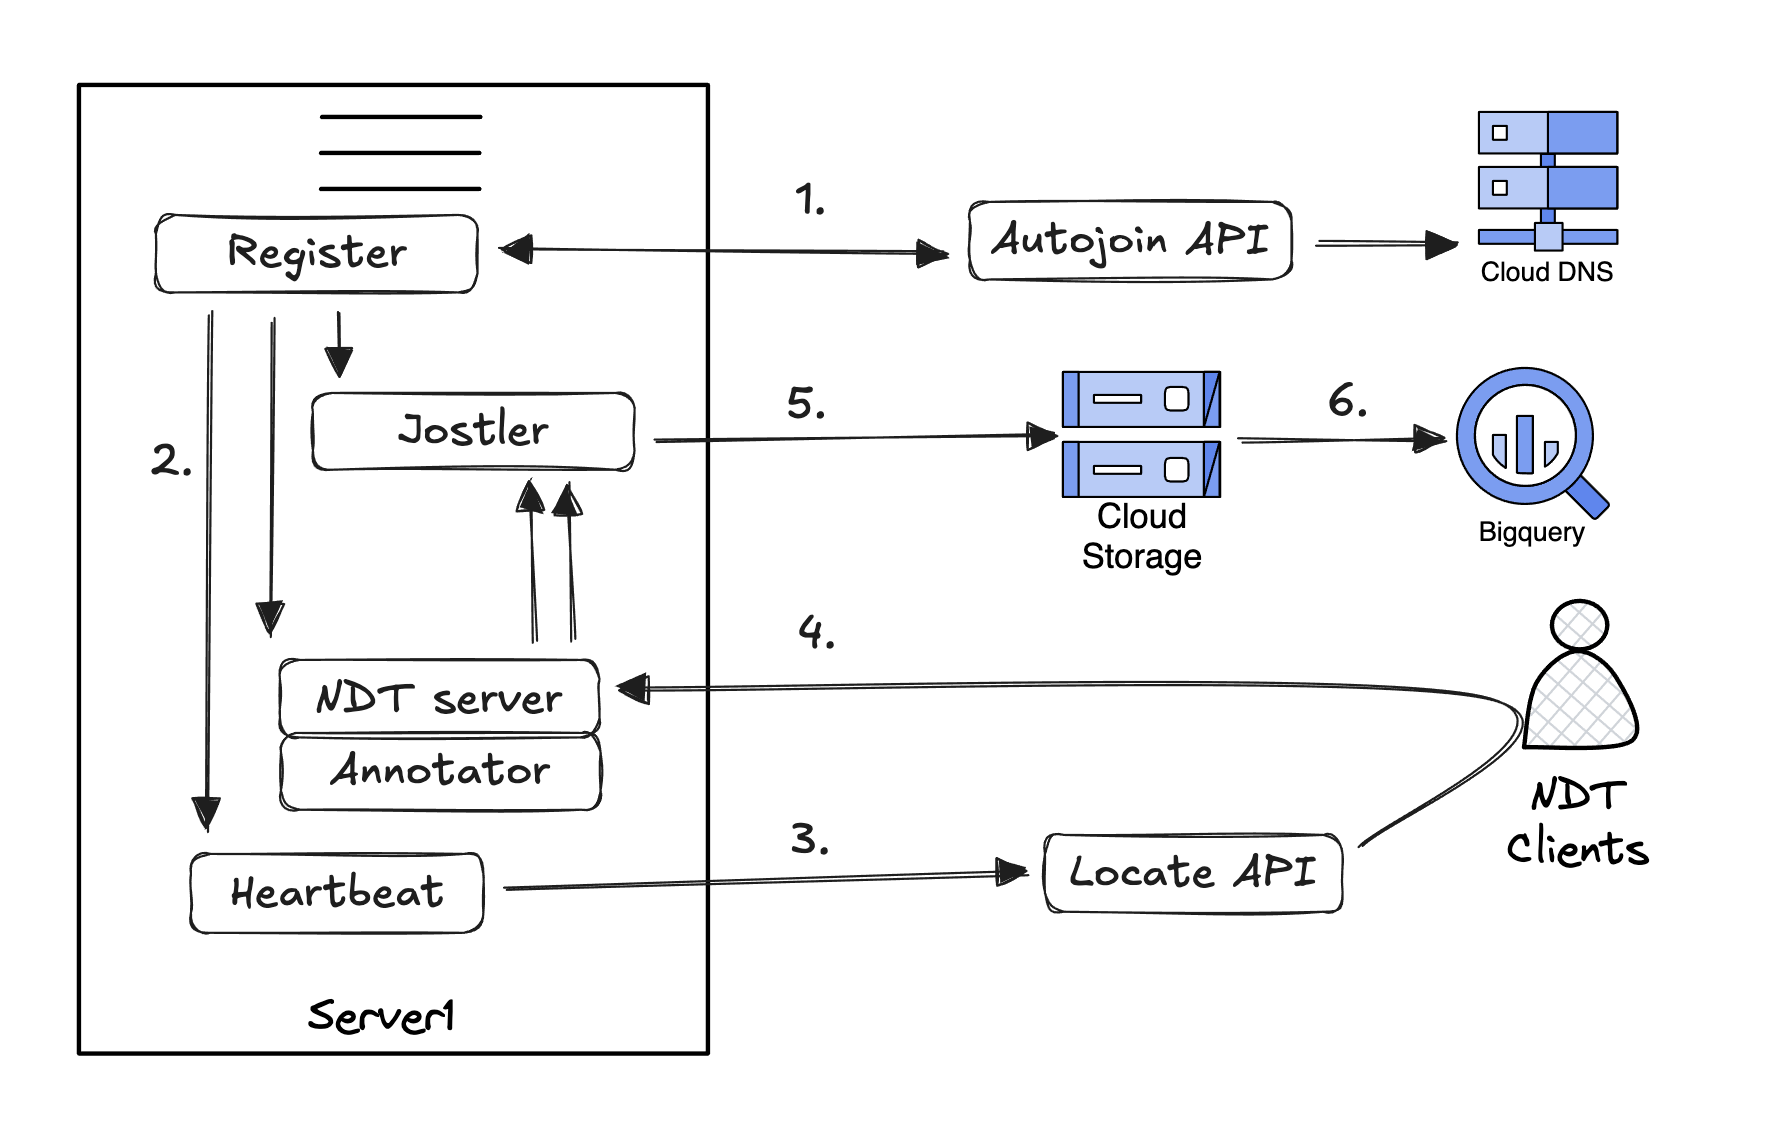 1.
Register
Autojoin API
Cloud DNS
2.
Jostler
5.
6.
Cloud
Storage
Bigquery
4.
NDT server
Annotator
NDT
Clients
3.
Heartbeat
Locate API
Server1